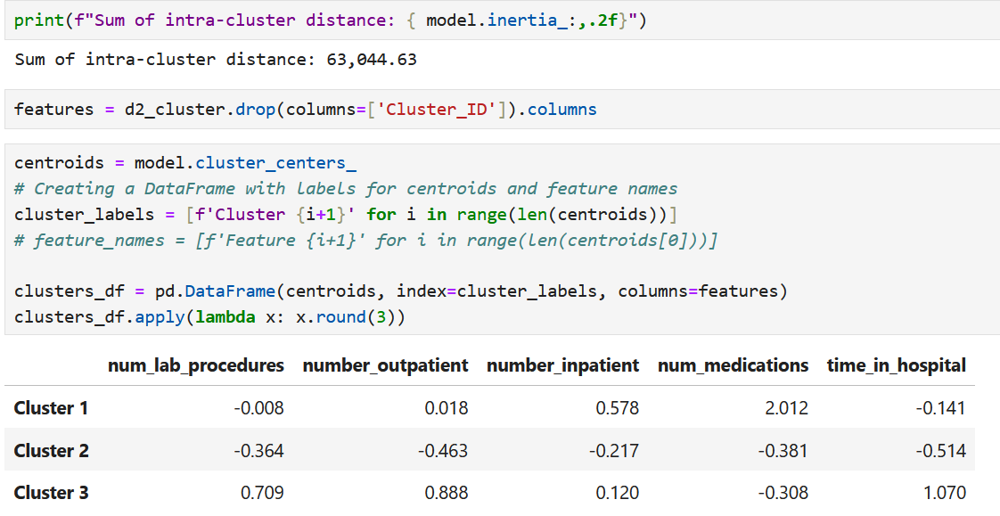 print(f"Sum of intra-cluster distance: { model.inertia_:,.2f}")
Sum of intra-cluster distance: 63,044.63
features = d2_cluster.drop(columns=['Cluster_ID']).columns
centroids = model.cluster_centers_
# Creating a DataFrame with labels for centroids and feature names
cluster_labels = [f'Cluster {i+1}' for i in range(len(centroids))]
# feature_names = [f'Feature {i+1}' for i in range(len(centroids[0]))]
clusters_df = pd.DataFrame(centroids, index=cluster_labels, columns=features)
clusters_df.apply(lambda x: x.round(3))
num_lab_procedures number_outpatient number_inpatient num_medications time_in_hospital
Cluster 1 -0.008 0.018 0.578 2.012 -0.141
Cluster 2 -0.364 -0.463 -0.217 -0.381 -0.514
Cluster 3 0.709 0.888 0.120 -0.308 1.070